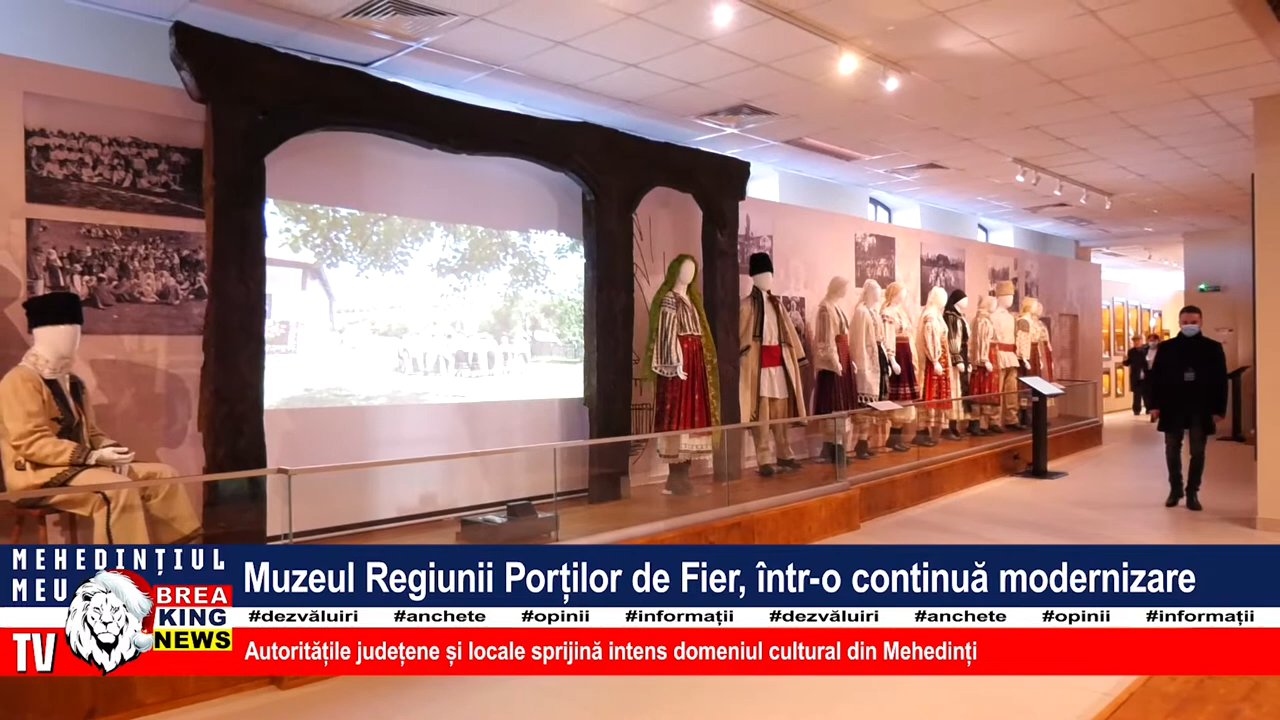 MEHEDINȚIUL
MEU
TV
BREA
KING
NEWS
Muzeul Regiunii Porților de Fier, într-o continuă modernizare
#dezvăluiri #anchete #opinii #informații #dezvăluiri #anchete #opinii #informații
Autoritățile județene și locale sprijină intens domeniul cultural din Mehedinți